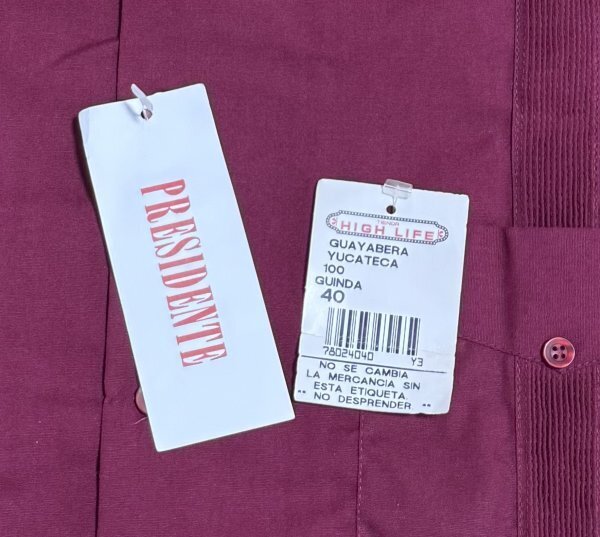 PRESIDENTE
TIENDA
HIGH LIFE
GUAYABERA
YUCATECA
100
GUINDA
40
78024040 Y3
NO SE CAMBIA
LA MERCANCIA SIN
ESTA ETIQUETA.
"" NO DESPRENDER ""